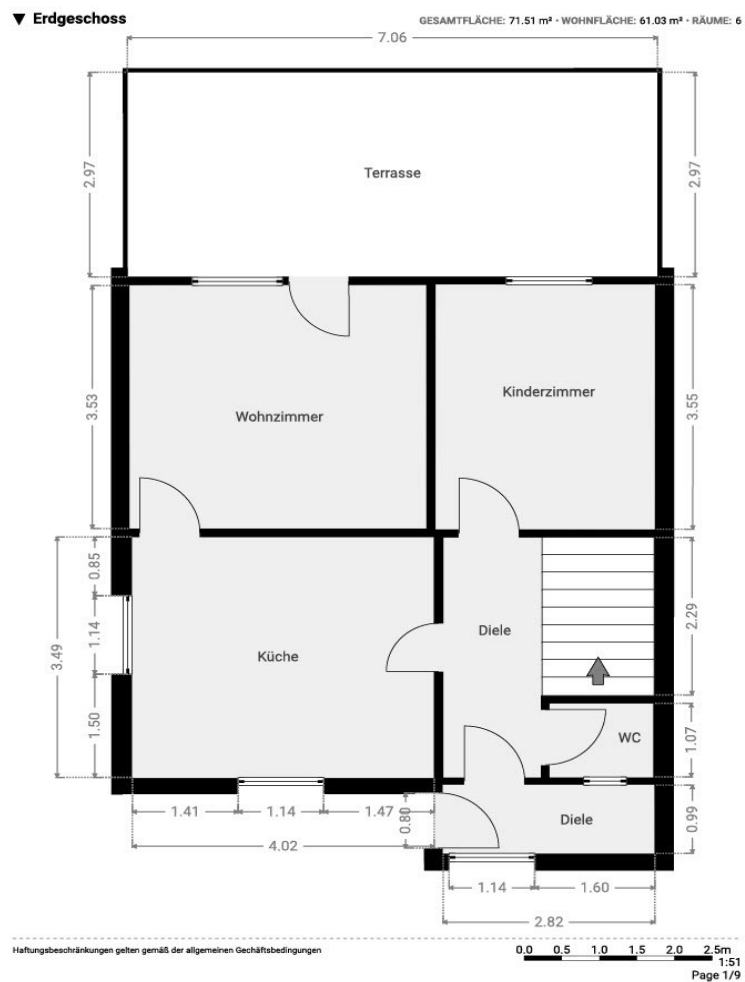 ▼ Erdgeschoss
GESAMTFLÄCHE: 71.51 m² · WOHNFLÄCHE: 61.03 m² · RÄUME: 6
7.06
2.97
Terrasse
2.97
3.53
Wohnzimmer
Kinderzimmer
3.55
0.85
3.49
1.14
1.50
Küche
Diele
2.29
WC
1.07
1.41
1.14
1.47
0.80
Diele
0.99
4.02
1.14
1.60
2.82
Haftungsbeschränkungen gelten gemäß der allgemeinen Gechäftsbedingungen
0.0 0.5 1.0 1.5 2.0 2.5m
1:51
Page 1/9